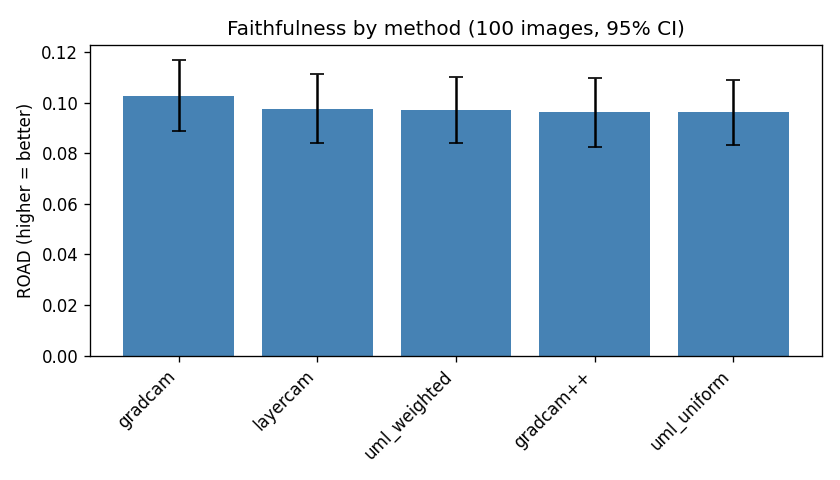 Faithfulness by method (100 images, 95% CI)
ROAD (higher = better)
0.12
0.10
0.08
0.06
0.04
0.02
0.00
gradcam
layercam
uml_weighted
gradcam++
uml_uniform